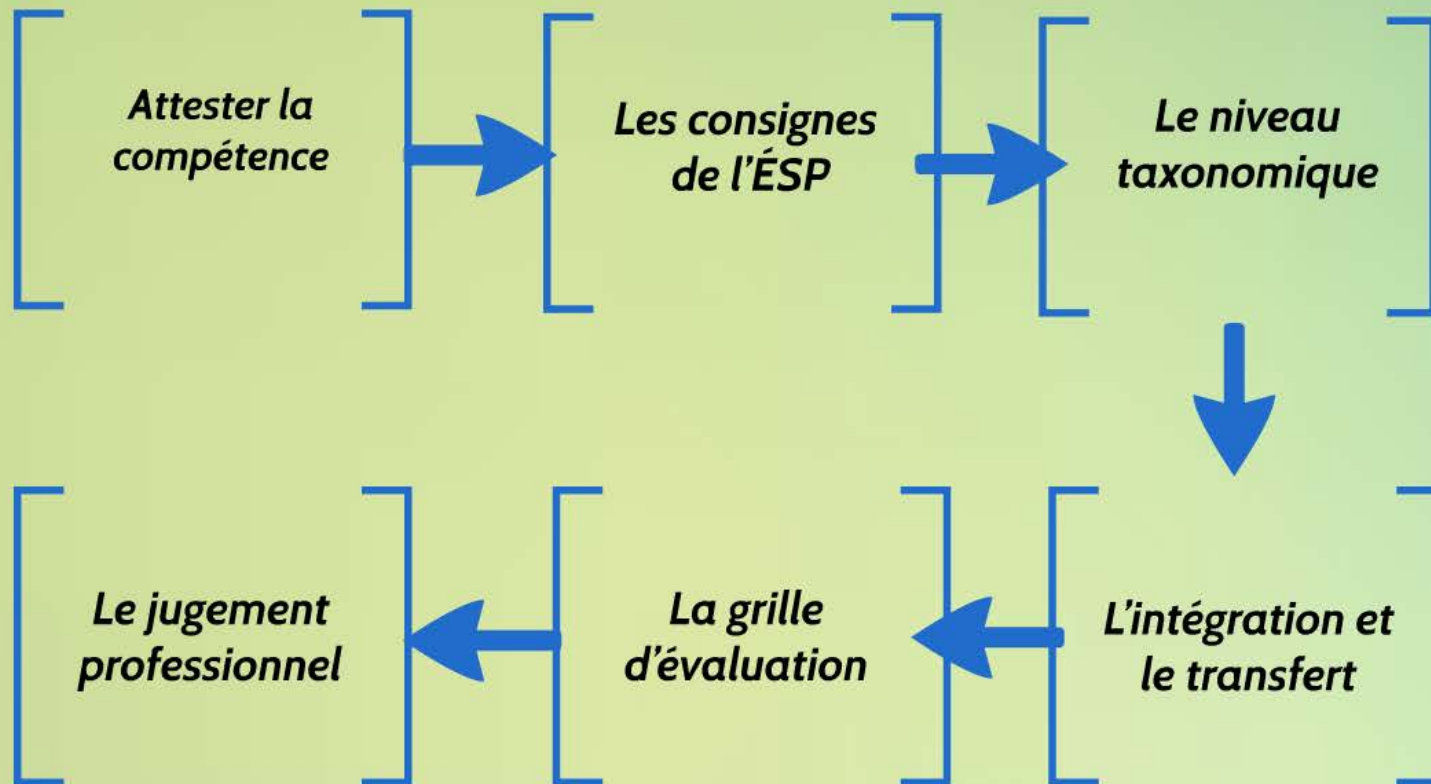 Attester la
compétence
Les consignes
de l'ÉSP
Le niveau
taxonomique
L'intégration et
le transfert
La grille
d'évaluation
Le jugement
professionnel